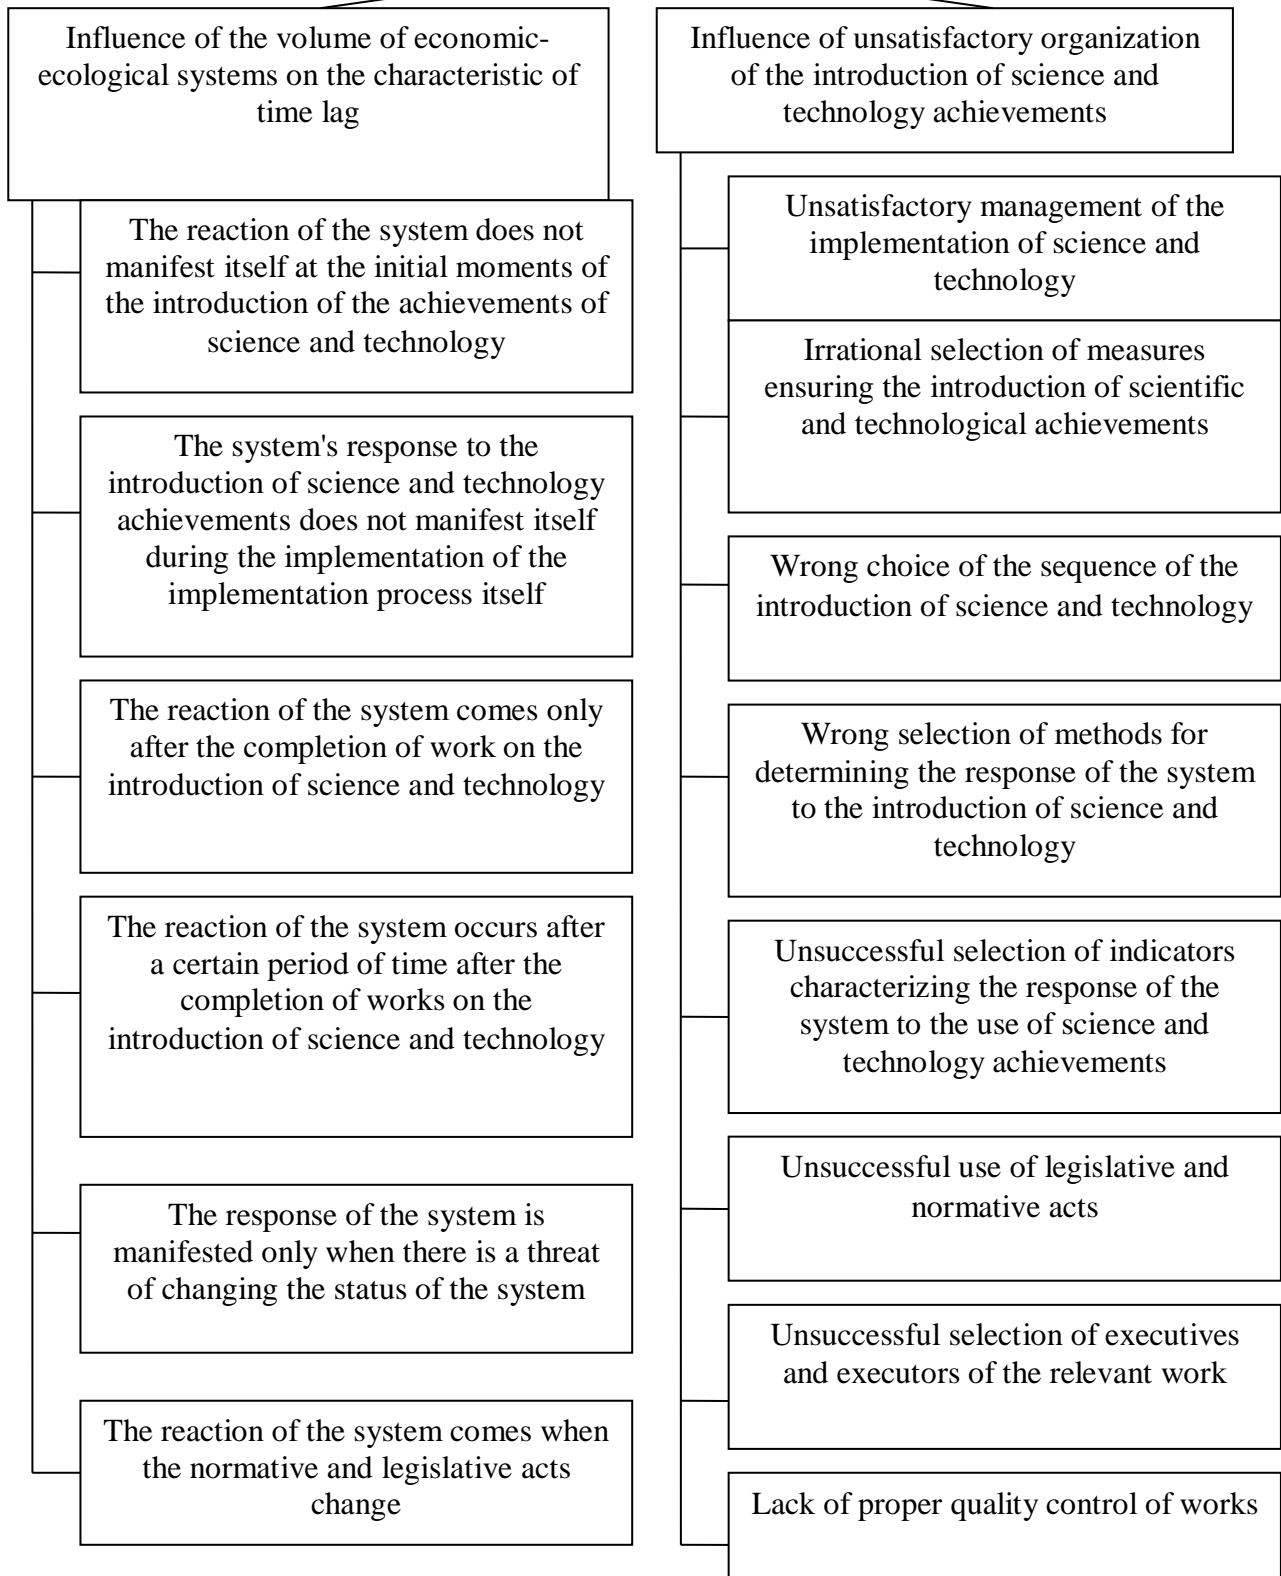 Influence of the volume of economic-
ecological systems on the characteristic of
time lag
The reaction of the system does not
manifest itself at the initial moments of
the introduction of the achievements of
science and technology
The system's response to the
introduction of science and technology
achievements does not manifest itself
during the implementation of the
implementation process itself
The reaction of the system comes only
after the completion of work on the
introduction of science and technology
The reaction of the system occurs after
a certain period of time after the
completion of works on the
introduction of science and technology
The response of the system is
manifested only when there is a threat
of changing the status of the system
The reaction of the system comes when
the normative and legislative acts
change
Influence of unsatisfactory organization
of the introduction of science and
technology achievements
Unsatisfactory management of the
implementation of science and
technology
Irrational selection of measures
ensuring the introduction of scientific
and technological achievements
Wrong choice of the sequence of the
introduction of science and technology
Wrong selection of methods for
determining the response of the system
to the introduction of science and
technology
Unsuccessful selection of indicators
characterizing the response of the
system to the use of science and
technology achievements
Unsuccessful use of legislative and
normative acts
Unsuccessful selection of executives
and executors of the relevant work
Lack of proper quality control of works